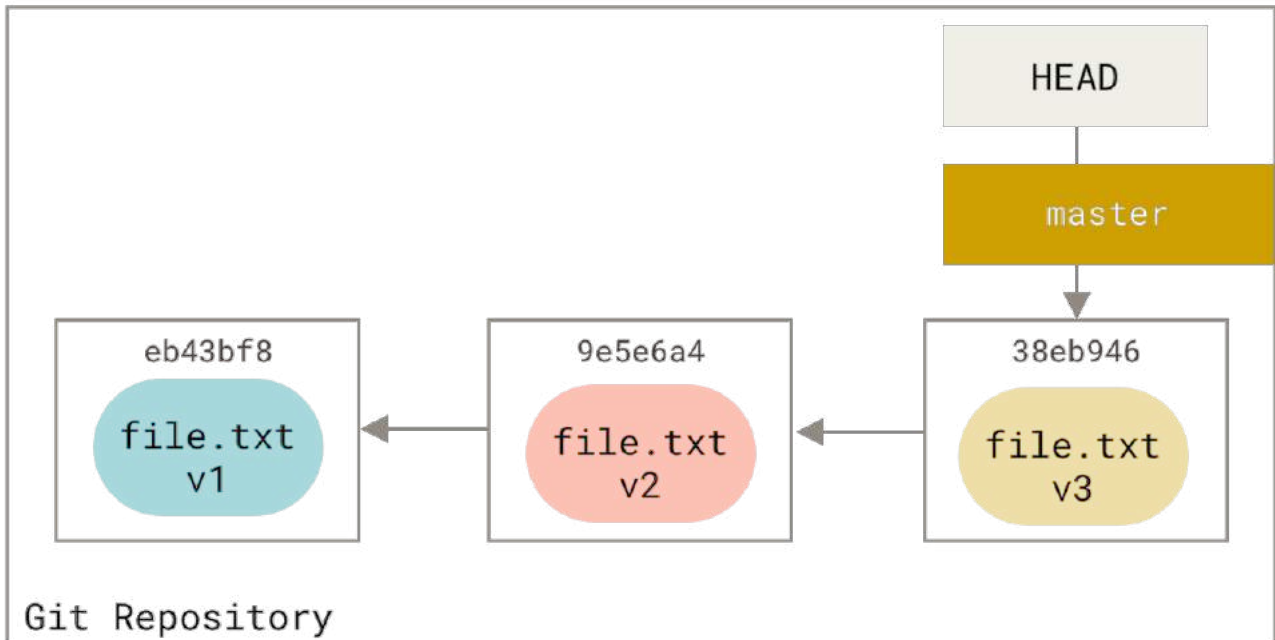 HEAD
master
eb43bf8
9e5e6a4
38eb946
file.txt
v1
file.txt
v2
file.txt
v3
Git Repository